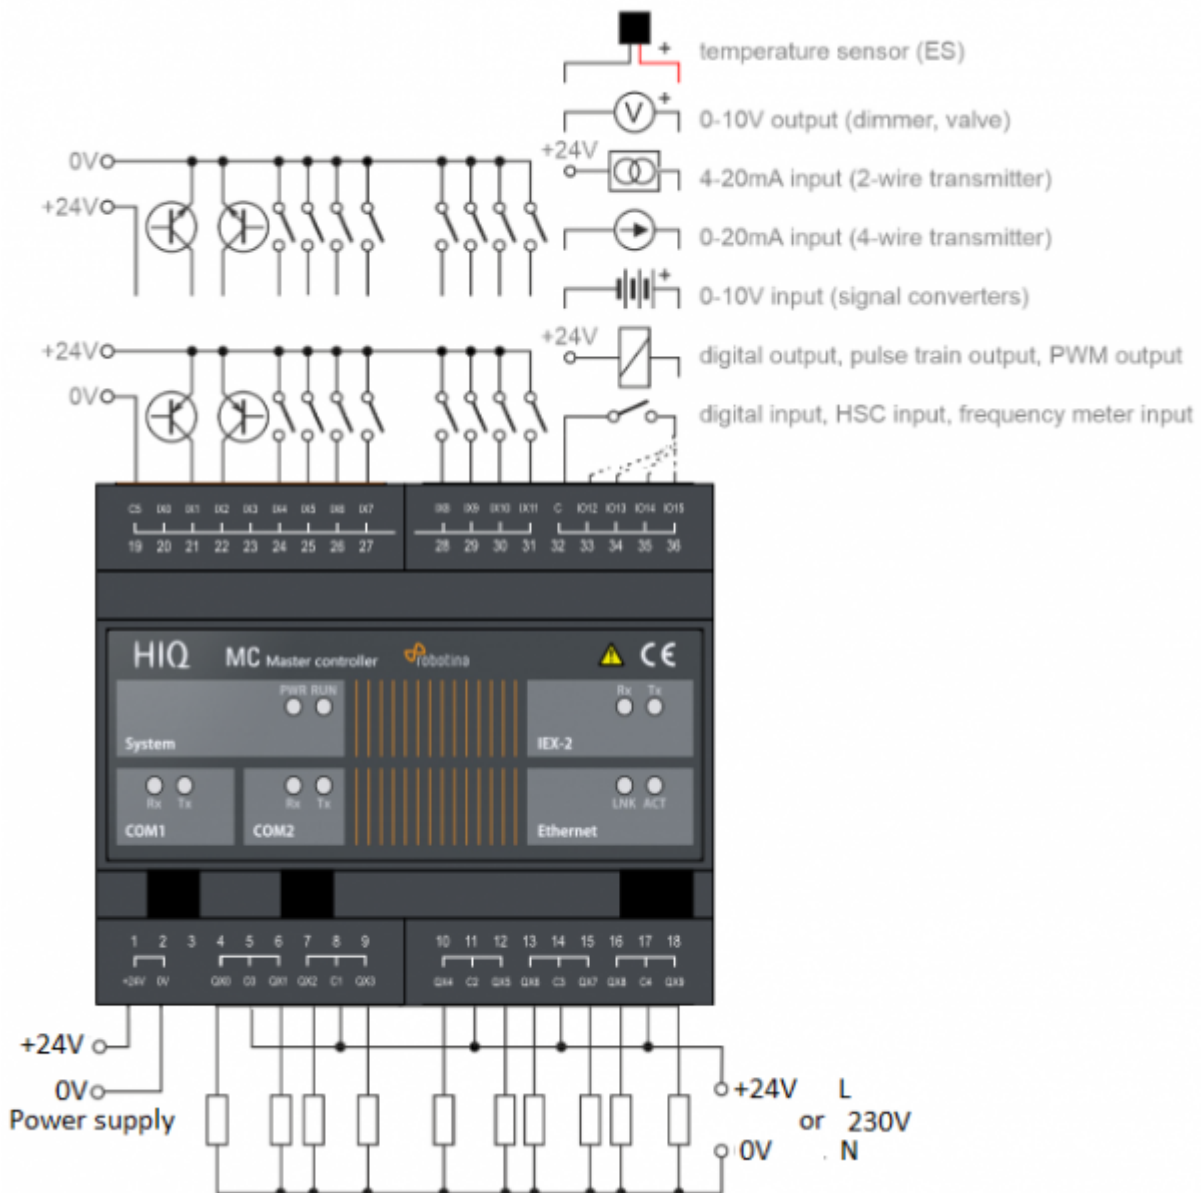 temperature sensor (ES)
+
0-10V output (dimmer, valve)
V
+
+24V
4-20mA input (2-wire transmitter)
0-20mA input (4-wire transmitter)
0-10V input (signal converters)
+
+24V
digital output, pulse train output, PWM output
digital input, HSC input, frequency meter input
0V
+24V
+24V
0V
CS IX0 IX1 IX2 IX3 IX4 IX5 IX6 IX7 IX8 IX9 IX10 IX11 C IO12 IO13 IO14 IO15
19 20 21 22 23 24 25 26 27 28 29 30 31 32 33 34 35 36
HIQ MC Master controller robotina CE
PWR RUN
System
Rx Tx
IEX-2
Rx Tx
COM1
Rx Tx
COM2
LNK ACT
Ethernet
1 2 3 4 5 6 7 8 9 10 11 12 13 14 15 16 17 18
+24V 0V QX0 C0 QX1 QX2 C1 QX3 QX4 C2 QX5 QX6 C3 QX7 QX8 C4 QX9
+24V
0V
Power supply
+24V L
or 230V
0V N